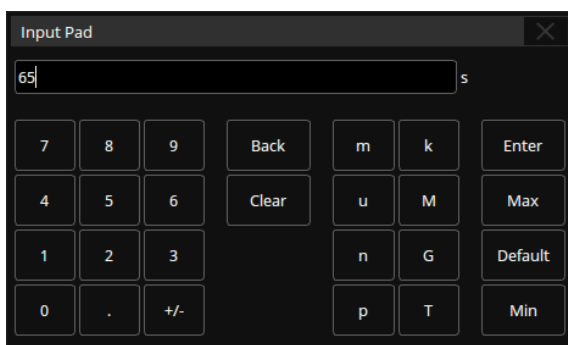 Input Pad
65 s
7 8 9 Back m k Enter
4 5 6 Clear u M Max
1 2 3 n G Default
0 . +/- p T Min